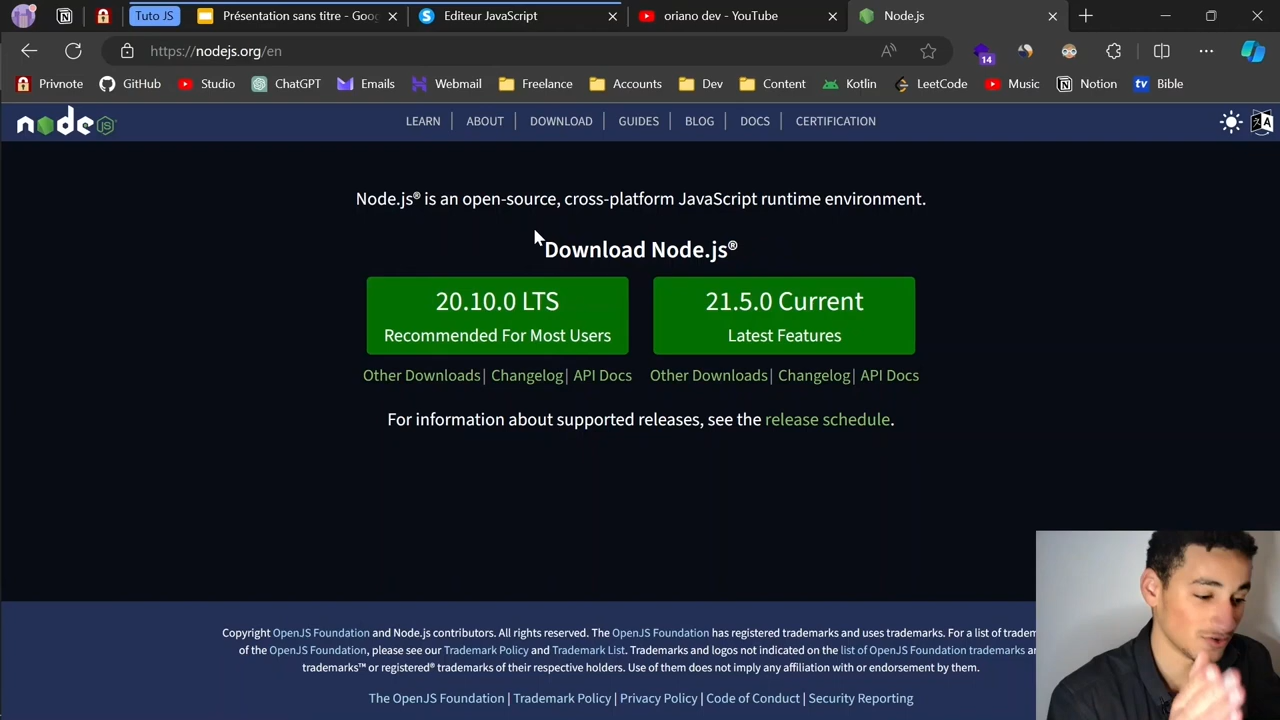 Tuto JS
Présentation sans titre - Goog
Editeur JavaScript
oriano dev - YouTube
Node.js
https://nodejs.org/en
14
Privnote
GitHub
Studio
ChatGPT
Emails
Webmail
Freelance
Accounts
Dev
Content
Kotlin
LeetCode
Music
Notion
Bible
node
LEARN
ABOUT
DOWNLOAD
GUIDES
BLOG
DOCS
CERTIFICATION
Node.js® is an open-source, cross-platform JavaScript runtime environment.
Download Node.js®
20.10.0 LTS
Recommended For Most Users
21.5.0 Current
Latest Features
Other Downloads | Changelog | API Docs
Other Downloads | Changelog | API Docs
For information about supported releases, see the release schedule.
Copyright OpenJS Foundation and Node.js contributors. All rights reserved. The OpenJS Foundation has registered trademarks and uses trademarks. For a list of tradem
of the OpenJS Foundation, please see our Trademark Policy and Trademark List. Trademarks and logos not indicated on the list of OpenJS Foundation trademarks ar
trademarks™ or registered® trademarks of their respective holders. Use of them does not imply any affiliation with or endorsement by them.
The OpenJS Foundation | Trademark Policy | Privacy Policy | Code of Conduct | Security Reporting